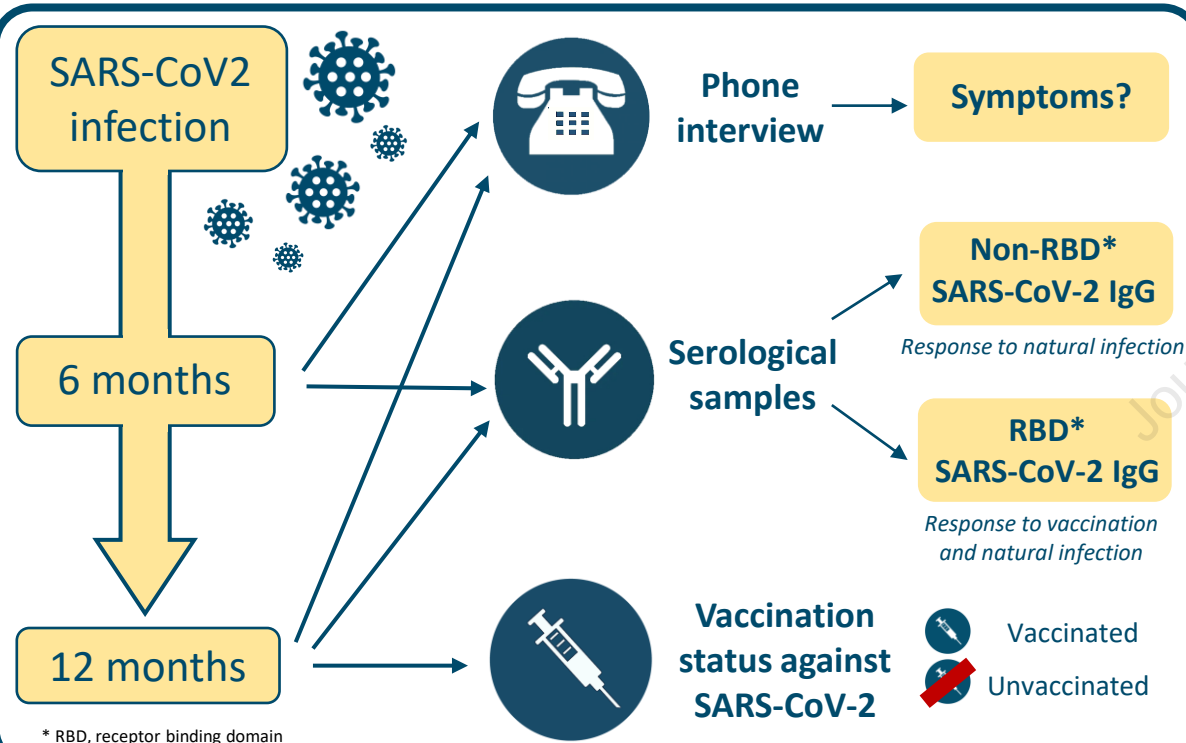 SARS-CoV2
infection
6 months
12 months
* RBD, receptor binding domain
Phone
interview
Symptoms?
Serological
samples
Non-RBD*
SARS-CoV-2 IgG
Response to natural infection
RBD*
SARS-CoV-2 IgG
Response to vaccination
and natural infection
Vaccination
status against
SARS-CoV-2
Vaccinated
Unvaccinated